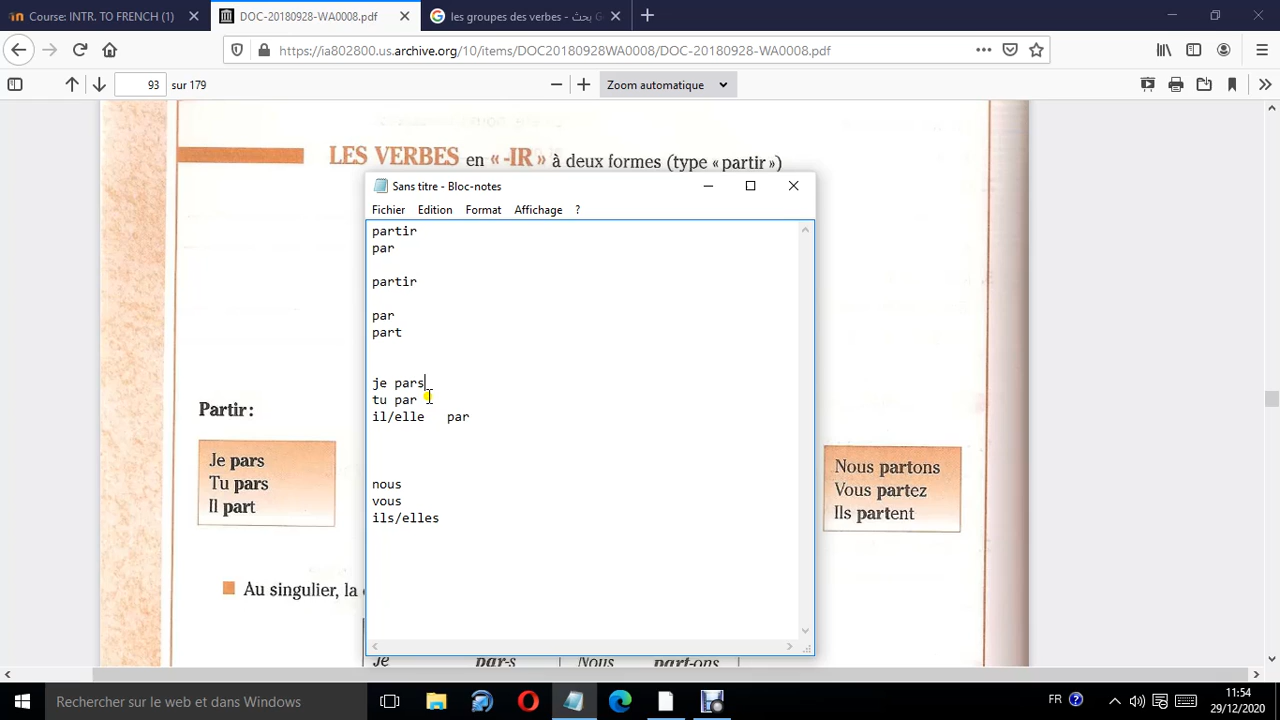 Course: INTR. TO FRENCH (1)
DOC-20180928-WA0008.pdf
les groupes des verbes - بحث G
https://ia802800.us.archive.org/10/items/DOC20180928WA0008/DOC-20180928-WA0008.pdf
93 sur 179
Zoom automatique
LES VERBES en « -IR » à deux formes (type « partir »)
Sans titre - Bloc-notes
Fichier Edition Format Affichage ?
partir
par
partir
par
part
je pars
tu par
il/elle par
nous
vous
ils/elles
Partir :
Je pars
Tu pars
Il part
Nous partons
Vous partez
Ils partent
Au singulier, la
Je par-s Nous part-ons
Rechercher sur le web et dans Windows
FR
11:54
29/12/2020